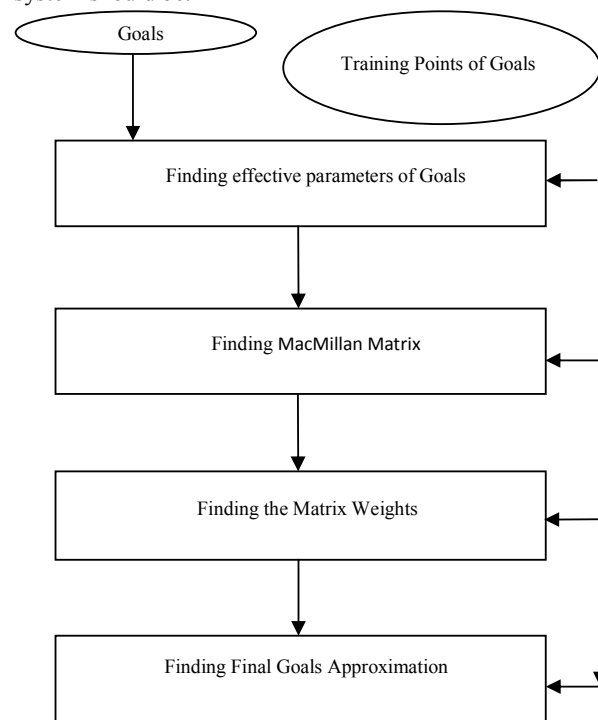 Goals
Training Points of Goals
Finding effective parameters of Goals
Finding MacMillan Matrix
Finding the Matrix Weights
Finding Final Goals Approximation